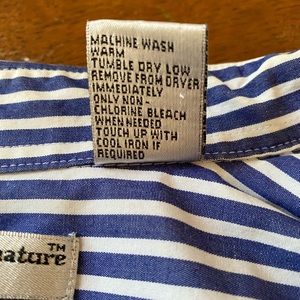 MACHINE WASH
WARM
TUMBLE DRY LOW
REMOVE FROM DRYER
IMMEDIATELY
ONLY NON-
CHLORINE BLEACH
WHEN NEEDED
TOUCH UP WITH
COOL IRON IF
REQUIRED
nature™